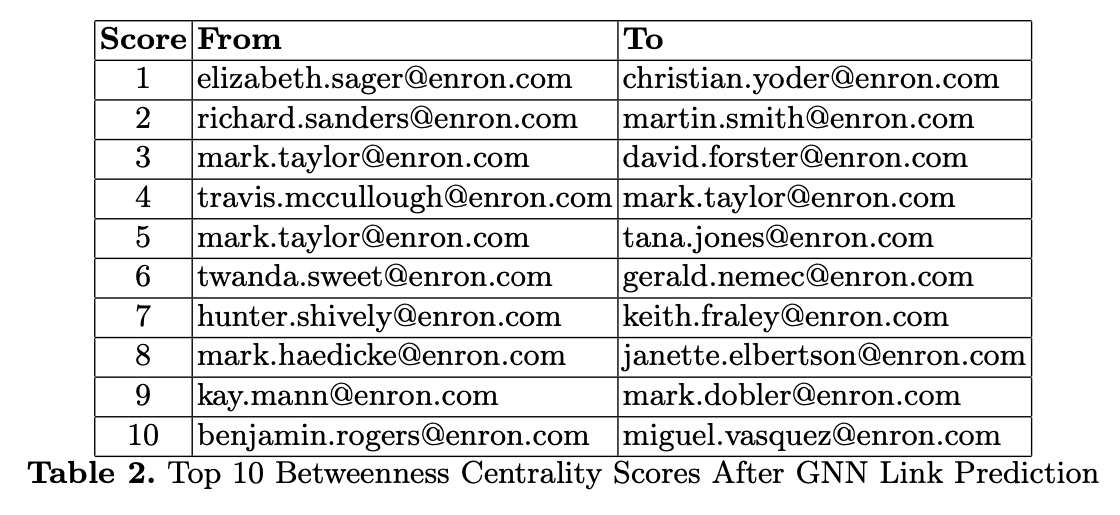 Score From To
1 elizabeth.sager@enron.com christian.yoder@enron.com
2 richard.sanders@enron.com martin.smith@enron.com
3 mark.taylor@enron.com david.forster@enron.com
4 travis.mccullough@enron.com mark.taylor@enron.com
5 mark.taylor@enron.com tana.jones@enron.com
6 twanda.sweet@enron.com gerald.nemec@enron.com
7 hunter.shively@enron.com keith.fraley@enron.com
8 mark.haedicke@enron.com janette.elbertson@enron.com
9 kay.mann@enron.com mark.dobler@enron.com
10 benjamin.rogers@enron.com miguel.vasquez@enron.com
Table 2. Top 10 Betweenness Centrality Scores After GNN Link Prediction